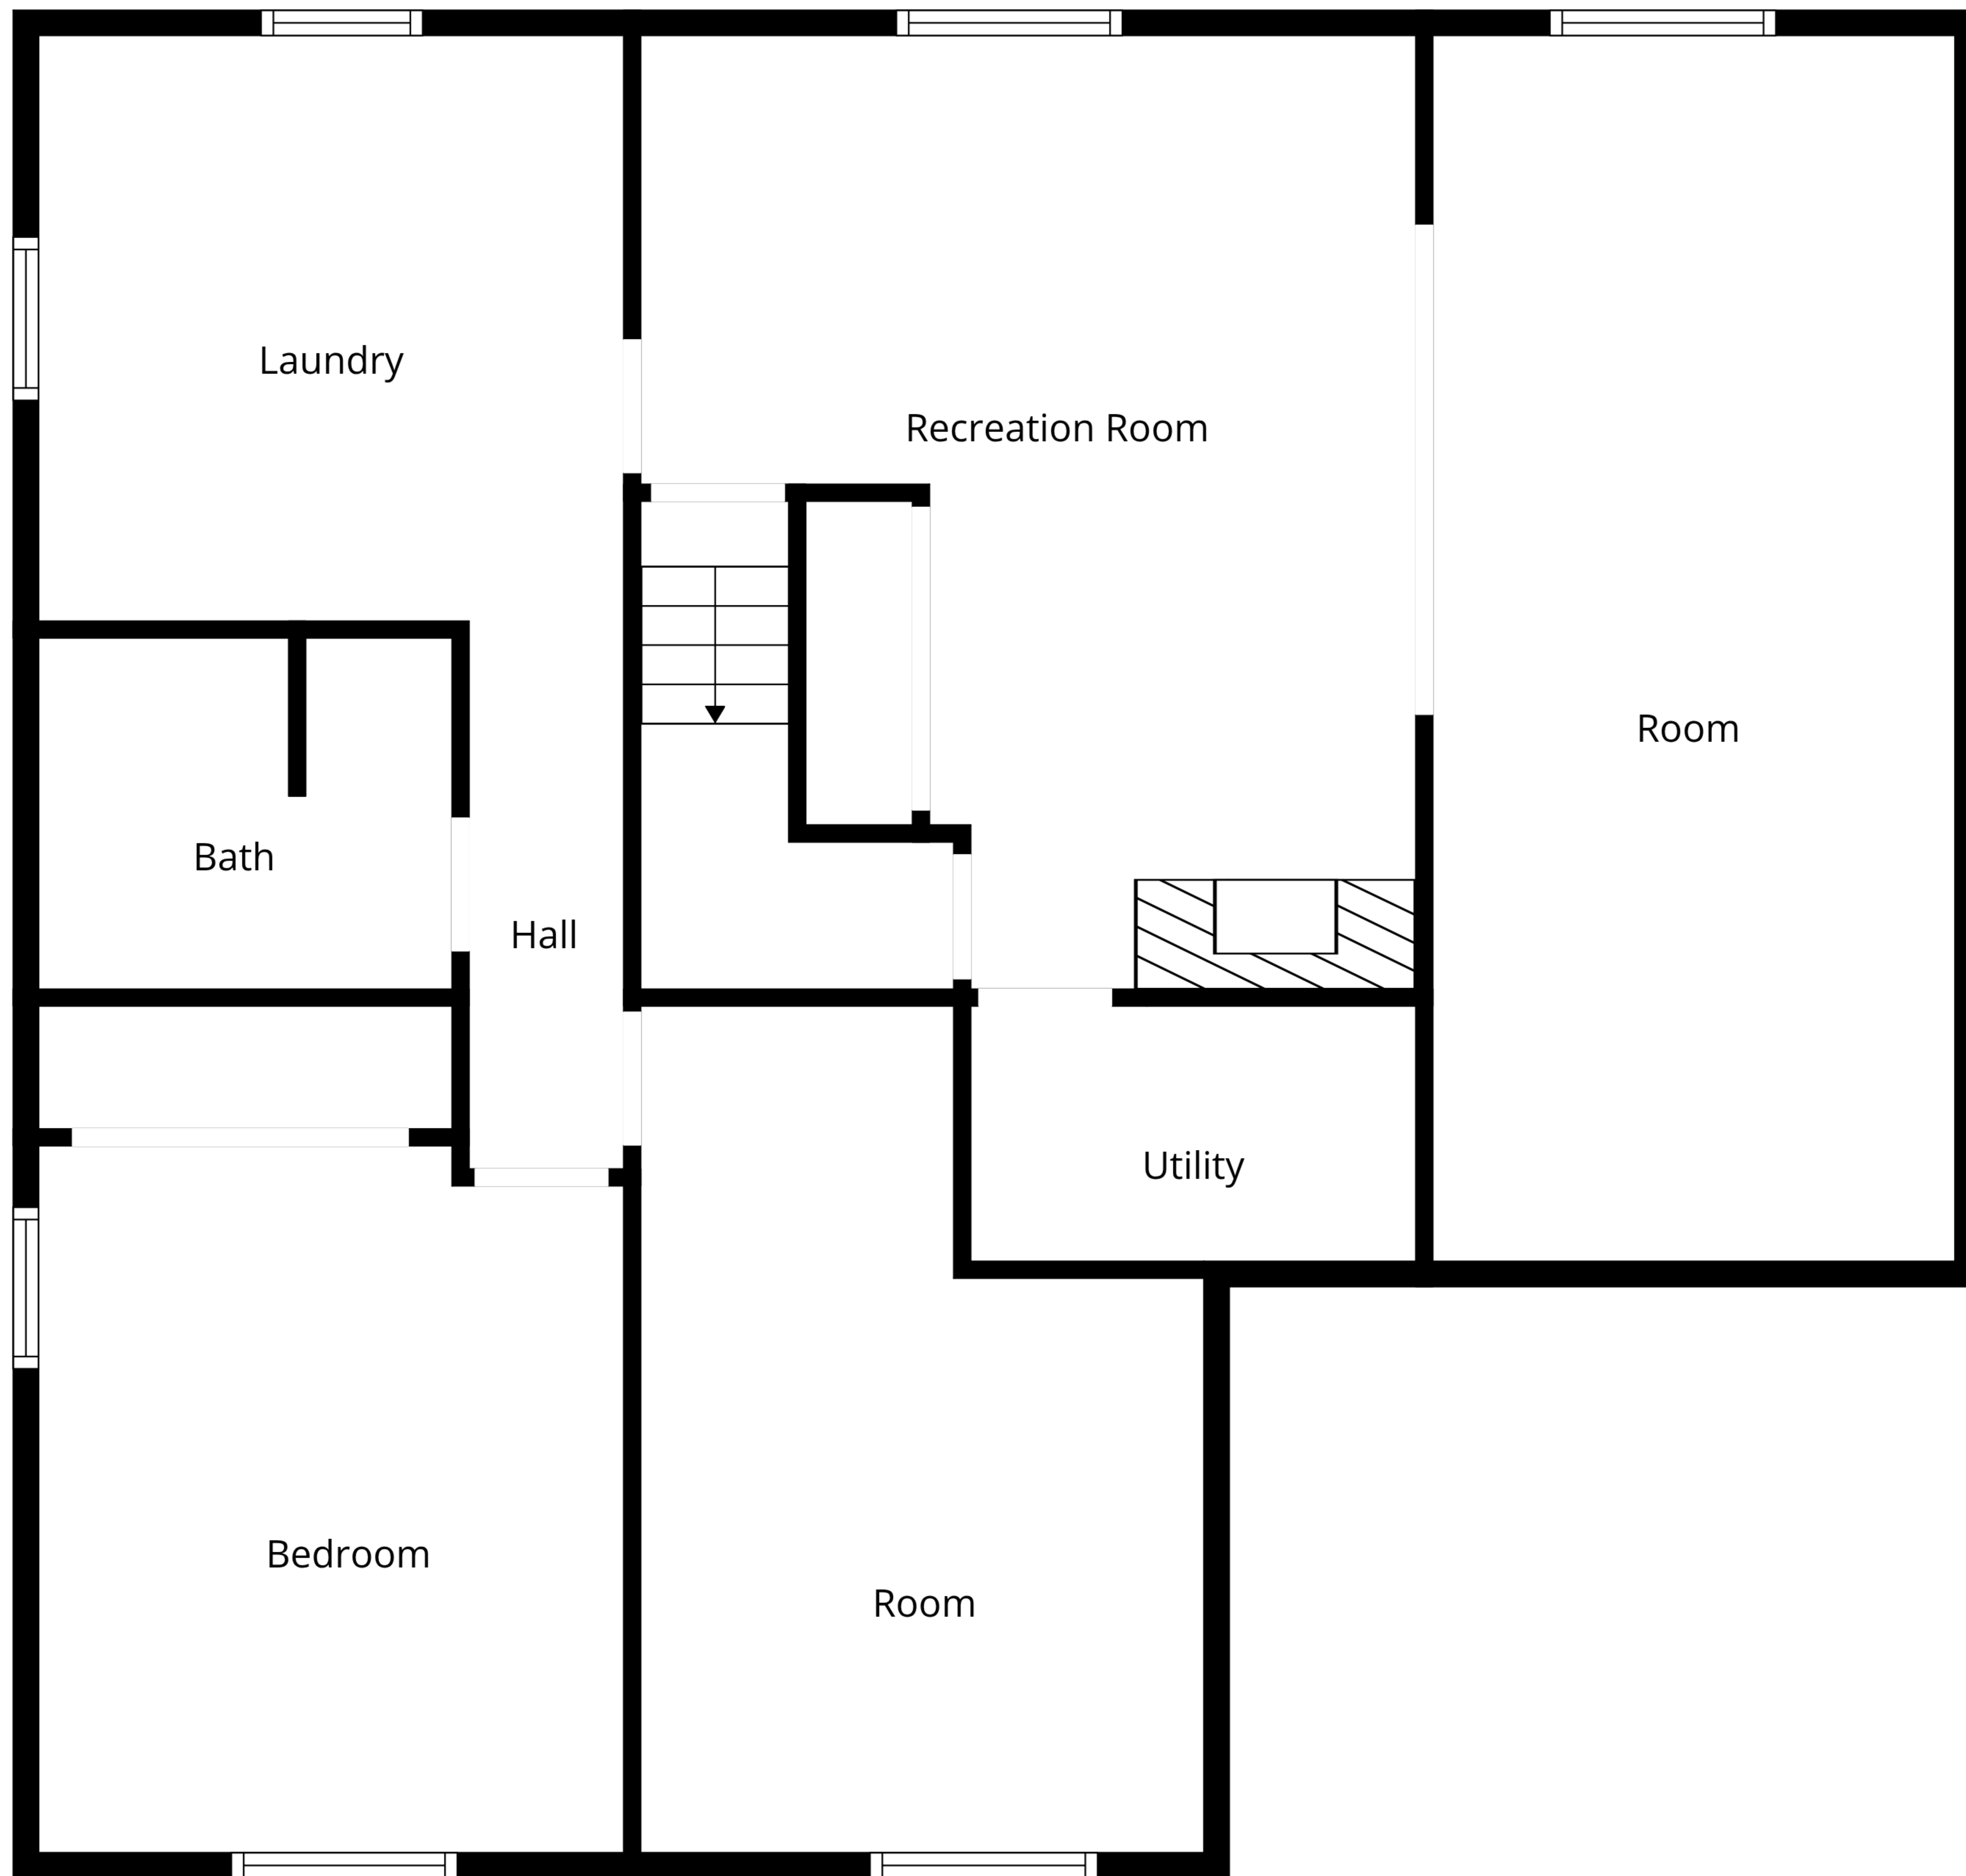 Laundry
Recreation Room
Room
Bath
Hall
Utility
Bedroom
Room